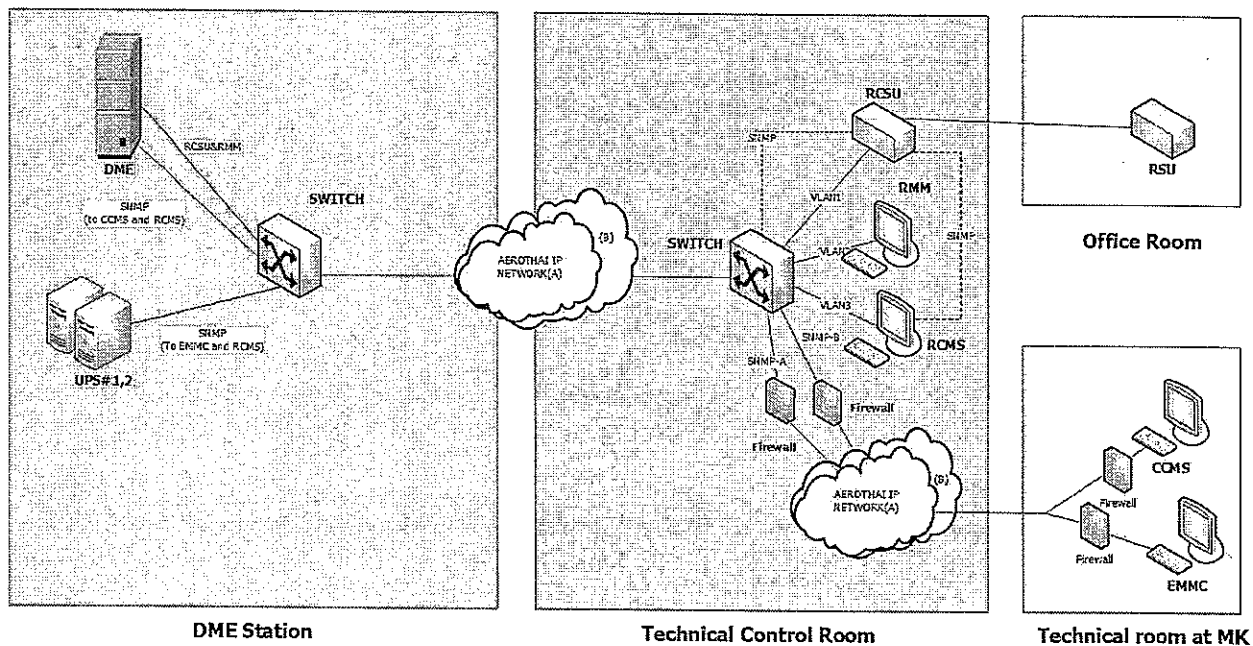 DME
RCSU&RMM
SNMP
(to CCMS and RCMS)
SWITCH
SNMP
(To EMMC and RCMS)
UPS#1,2
DME Station
AEROTHAI IP
NETWORK(A)
(B)
RCSU
SNMP
RMM
VLAN1
SWITCH
VLAN
SNMP
VLAN3
RCMS
SNMP-B
SNMP-A
Firewall
Firewall
AEROTHAI IP
NETWORK(A)
(B)
Technical Control Room
RSU
Office Room
CCMS
Firewall
Firewall
EMMC
Technical room at MK